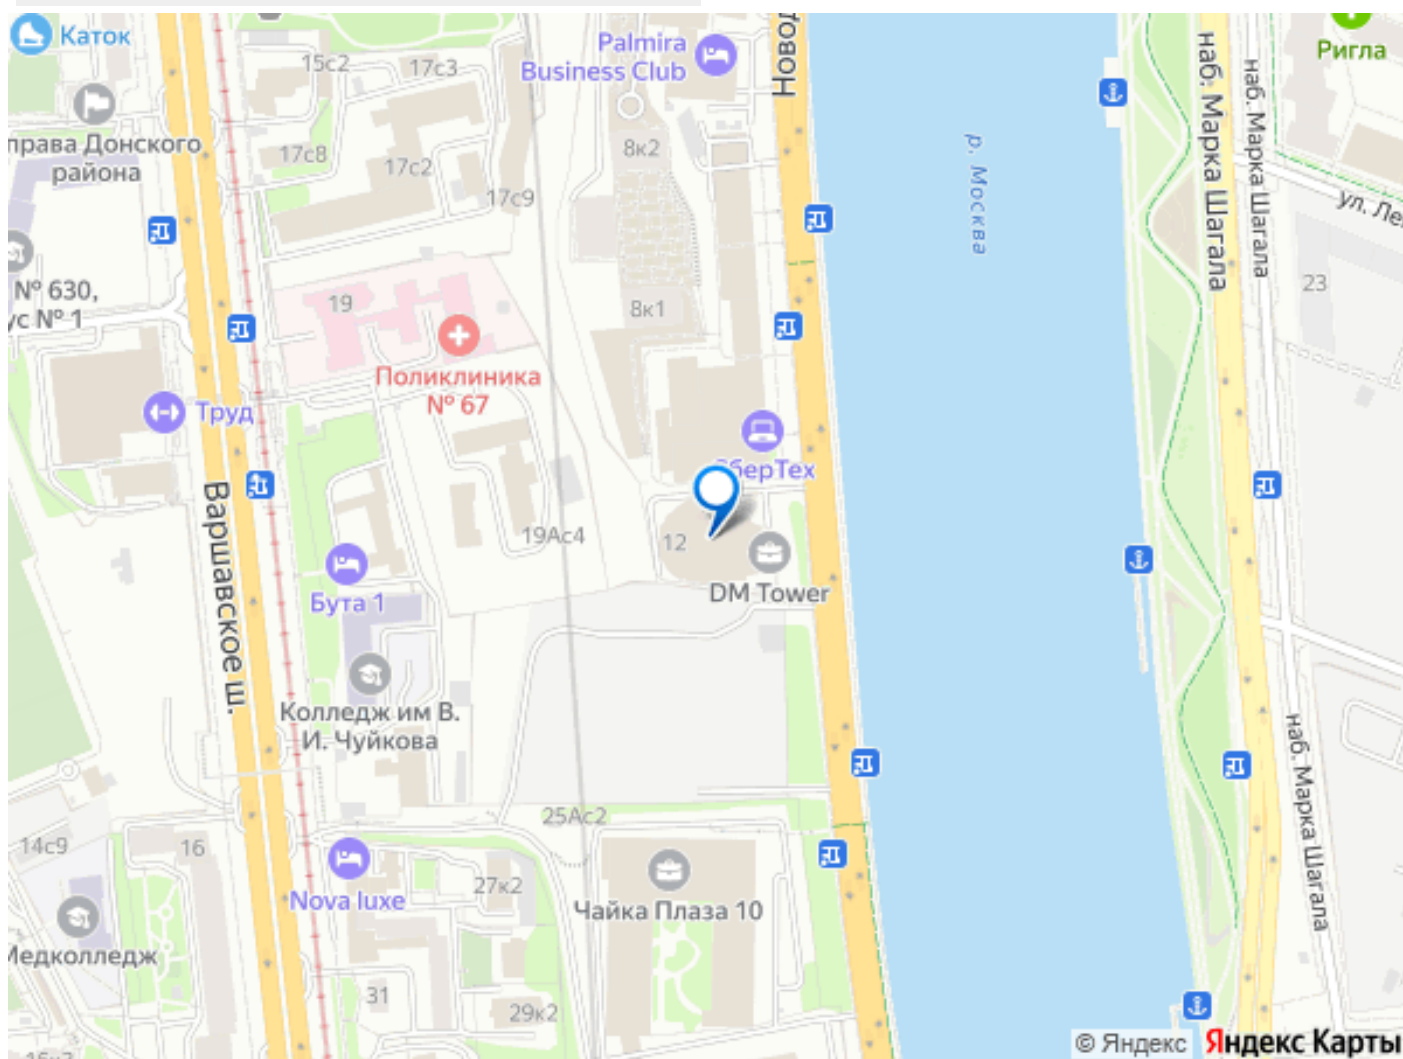 Каток
15с2
17с3
Palmira
Business Club
Ригла
наб. Марка Шагала
наб. Марка Шагала
права Донского
района
17с8
17с2
8к2
р. Москва
17с9
ул. Ле
№ 630,
ус № 1
19
8к1
23
Поликлиника
№ 67
Труд
СберТех
Варшавское ш.
19Ас4
12
DM Tower
Бута 1
Колледж им В.
И. Чуйкова
наб. Марка Шагала
25Ас2
14с9
16
27к2
Nova luxe
Чайка Плаза 10
Медколледж
31
29к2
© Яндекс
Яндекс Карты